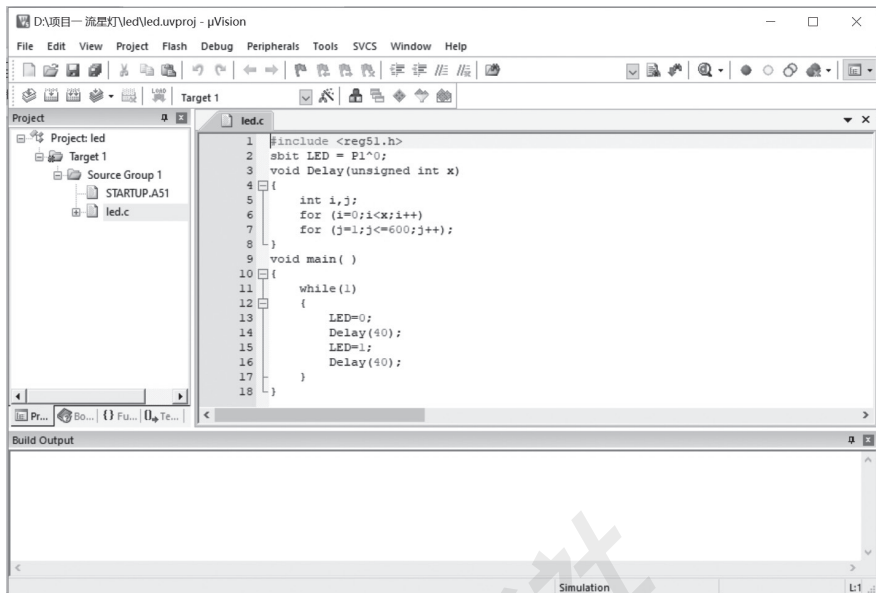 D:\项目一 流星灯\led\led.uvproj - µVision
File Edit View Project Flash Debug Peripherals Tools SVCS Window Help
LOAD Target 1
Project
Project: led
Target 1
Source Group 1
STARTUP.A51
led.c
Pr... Bo... {} Fu... Te...
led.c
1 #include <reg51.h>
2 sbit LED = P1^0;
3 void Delay(unsigned int x)
4 {
5 int i,j;
6 for (i=0;i<x;i++)
7 for (j=1;j<=600;j++);
8 }
9 void main( )
10 {
11 while(1)
12 {
13 LED=0;
14 Delay(40);
15 LED=1;
16 Delay(40);
17 }
18 }
Build Output
Simulation
L:1